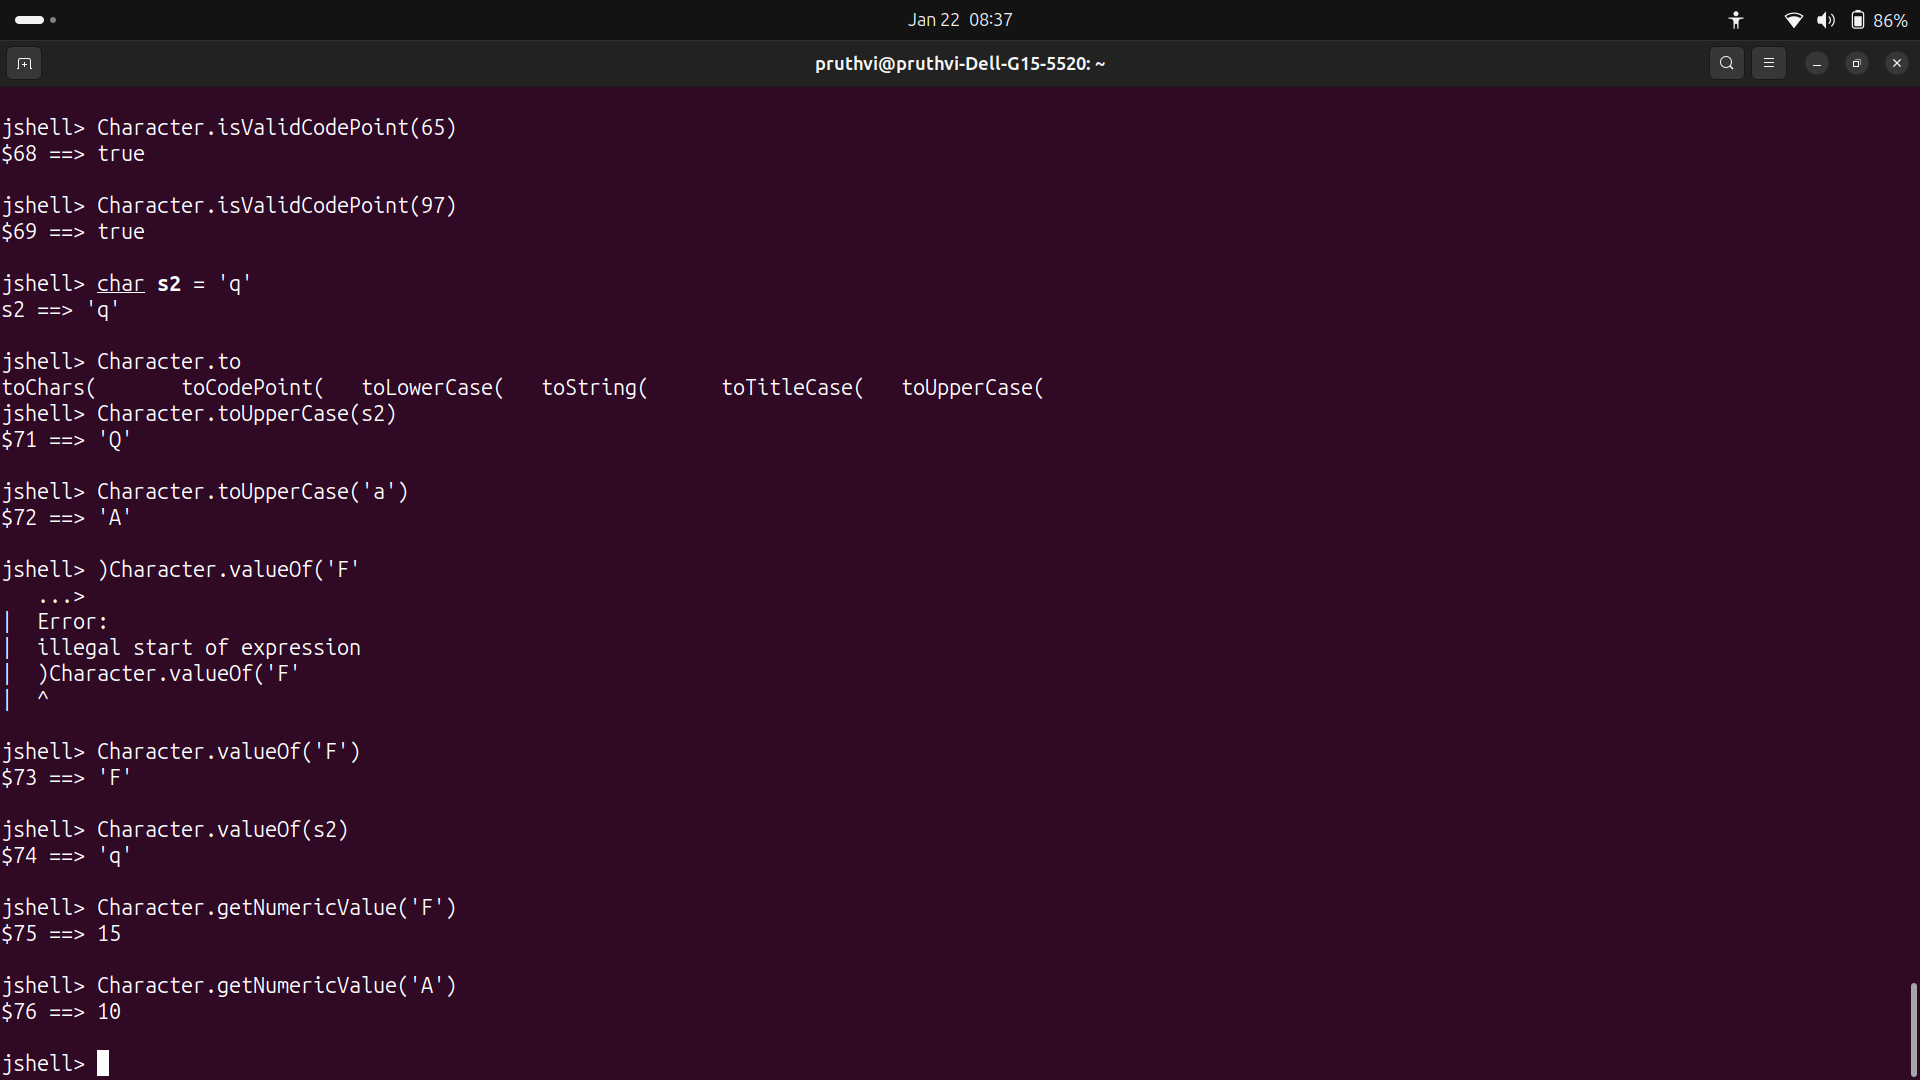 Jan 22 08:37
86%
pruthvi@pruthvi-Dell-G15-5520: ~
jshell> Character.isValidCodePoint(65)
$68 ==> true
jshell> Character.isValidCodePoint(97)
$69 ==> true
jshell> char s2 = 'q'
s2 ==> 'q'
jshell> Character.to
toChars( toCodePoint( toLowerCase( toString( toTitleCase( toUpperCase(
jshell> Character.toUpperCase(s2)
$71 ==> 'Q'
jshell> Character.toUpperCase('a')
$72 ==> 'A'
jshell> )Character.valueOf('F'
...>
| Error:
| illegal start of expression
| )Character.valueOf('F'
| ^
jshell> Character.valueOf('F')
$73 ==> 'F'
jshell> Character.valueOf(s2)
$74 ==> 'q'
jshell> Character.getNumericValue('F')
$75 ==> 15
jshell> Character.getNumericValue('A')
$76 ==> 10
jshell>